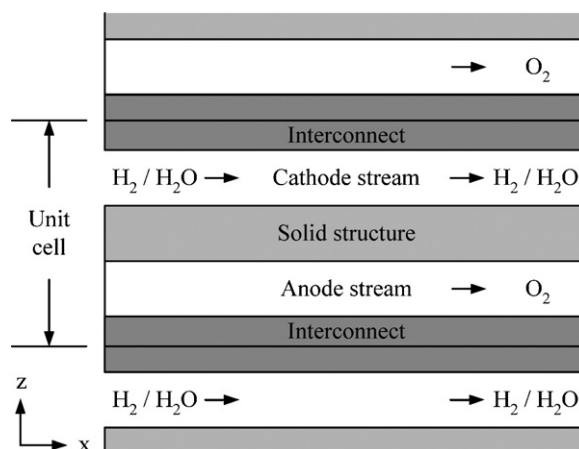 O₂
Interconnect
H₂ / H₂O Cathode stream H₂ / H₂O
Unit
cell
Solid structure
Anode stream O₂
Interconnect
H₂ / H₂O H₂ / H₂O
z
x